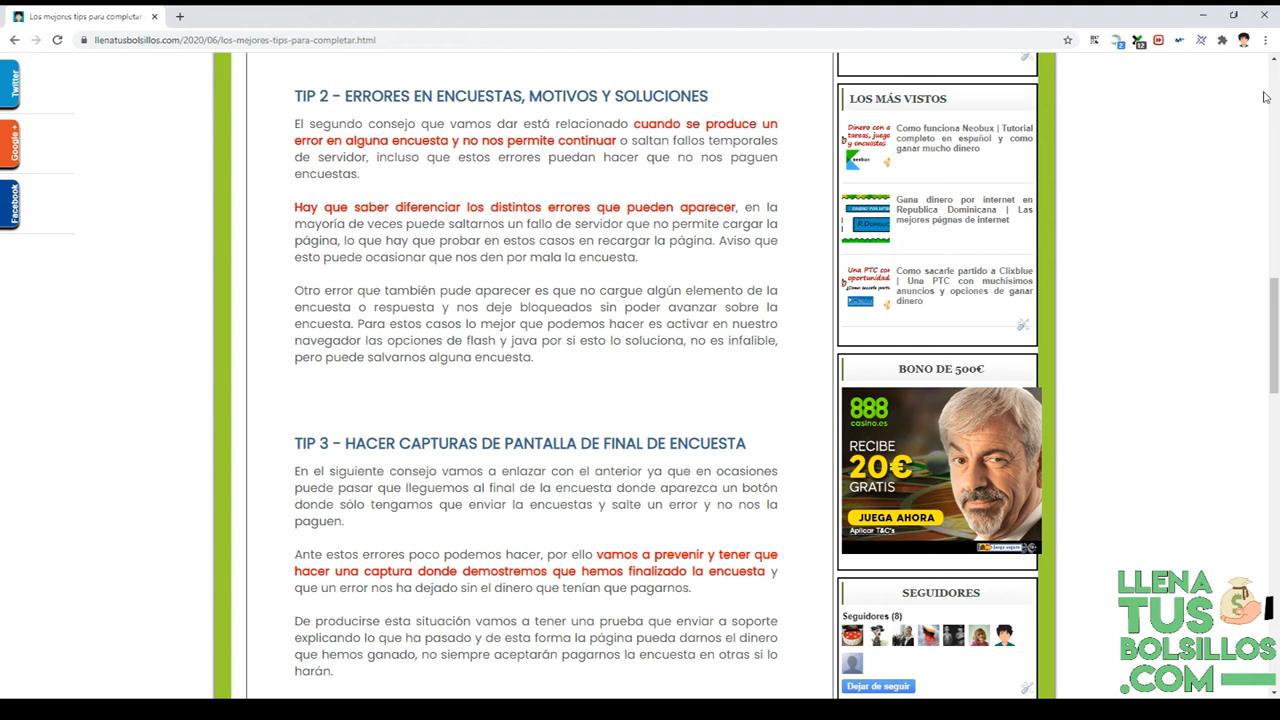 Los mejores tips para completar
llenatusbolsillos.com/2020/06/los-mejores-tips-para-completar.html
2
12
Twitter
Google +
Facebook
TIP 2 - ERRORES EN ENCUESTAS, MOTIVOS Y SOLUCIONES
El segundo consejo que vamos dar está relacionado cuando se produce un
error en alguna encuesta y no nos permite continuar o saltan fallos temporales
de servidor, incluso que estos errores puedan hacer que no nos paguen
encuestas.
Hay que saber diferenciar los distintos errores que pueden aparecer, en la
mayoría de veces puede saltarnos un fallo de servidor que no permite cargar la
página, lo que hay que probar en estos casos en recargar la página. Aviso que
esto puede ocasionar que nos den por mala la encuesta.
Otro error que también pude aparecer es que no cargue algún elemento de la
encuesta o respuesta y nos deje bloqueados sin poder avanzar sobre la
encuesta. Para estos casos lo mejor que podemos hacer es activar en nuestro
navegador las opciones de flash y java por si esto lo soluciona, no es infalible,
pero puede salvarnos alguna encuesta.
TIP 3 - HACER CAPTURAS DE PANTALLA DE FINAL DE ENCUESTA
En el siguiente consejo vamos a enlazar con el anterior ya que en ocasiones
puede pasar que lleguemos al final de la encuesta donde aparezca un botón
donde sólo tengamos que enviar la encuestas y salte un error y no nos la
paguen.
Ante estos errores poco podemos hacer, por ello vamos a prevenir y tener que
hacer una captura donde demostremos que hemos finalizado la encuesta y
que un error nos ha dejado sin el dinero que tenían que pagarnos.
De producirse esta situación vamos a tener una prueba que enviar a soporte
explicando lo que ha pasado y de esta forma la página pueda darnos el dinero
que hemos ganado, no siempre aceptarán pagarnos la encuesta en otras si lo
harán.
LOS MÁS VISTOS
Dinero con a
tareas, juego
y encuestas
Como funciona Neobux | Tutorial
completo en español y como
ganar mucho dinero
Gana dinero por internet en
Republica Dominicana | Las
mejores págnas de internet
Una PTC con
oportunidad
¿Como sacarle partido
Como sacarle partido a Clixblue
| Una PTC con muchísimos
anuncios y opciones de ganar
dinero
BONO DE 500€
888
casino.es
RECIBE
20€
GRATIS
JUEGA AHORA
Aplicar T&C's
SEGUIDORES
Seguidores (8)
Dejar de seguir
LLENA
TUS
BOLSILLOS
.COM